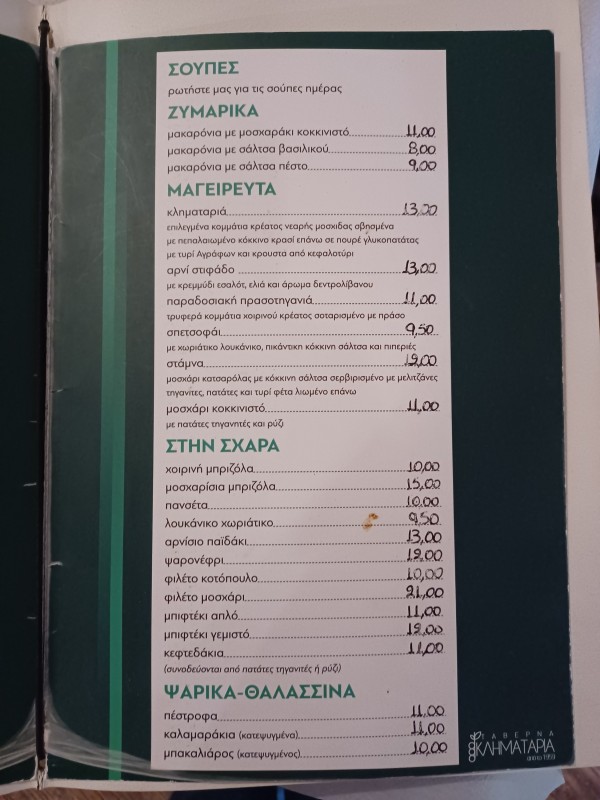 ΣΟΥΠΕΣ
ρωτήστε μας για τις σούπες ημέρας
ΖΥΜΑΡΙΚΑ
μακαρόνια με μοσχαράκι κοκκινιστό 11,00
μακαρόνια με σάλτσα βασιλικού 8,00
μακαρόνια με σάλτσα πέστο 9,00
ΜΑΓΕΙΡΕΥΤΑ
κληματαριά 13,00
επιλεγμένα κομμάτια κρέατος νεαρής μοσχίδας σβησμένα
με πεπαλαιωμένο κόκκινο κρασί επάνω σε πουρέ γλυκοπατάτας
με τυρί Αγράφων και κρούστα από κεφαλοτύρι
αρνί στιφάδο 13,00
με κρεμμύδι εσαλότ, ελιά και άρωμα δεντρολίβανου
παραδοσιακή πρασοτηγανιά 11,00
τρυφερά κομμάτια χοιρινού κρέατος σοταρισμένο με πράσο
σπετσοφάι 9,50
με χωριάτικο λουκάνικο, πικάντικη κόκκινη σάλτσα και πιπεριές
στάμνα 12,00
μοσχάρι κατσαρόλας με κόκκινη σάλτσα σερβιρισμένο με μελιτζάνες
τηγανίτες, πατάτες και τυρί φέτα λιωμένο επάνω
μοσχάρι κοκκινιστό 11,00
με πατάτες τηγανητές και ρύζι
ΣΤΗΝ ΣΧΑΡΑ
χοιρινή μπριζόλα 10,00
μοσχαρίσια μπριζόλα 15,00
πανσέτα 10,00
λουκάνικο χωριάτικο 9,50
αρνίσιο παϊδάκι 13,00
ψαρονέφρι 12,00
φιλέτο κοτόπουλο 10,00
φιλέτο μοσχάρι 21,00
μπιφτέκι απλό 11,00
μπιφτέκι γεμιστό 12,00
κεφτεδάκια 11,00
(συνοδεύονται από πατάτες τηγανιτές ή ρύζι)
ΨΑΡΙΚΑ-ΘΑΛΑΣΣΙΝΑ
πέστροφα 11,00
καλαμαράκια (κατεψυγμένα) 11,00
μπακαλιάρος (κατεψυγμένος) 10,00
ΤΑΒΕΡΝΑ
ΚΛΗΜΑΤΑΡΙΑ
από το 1959